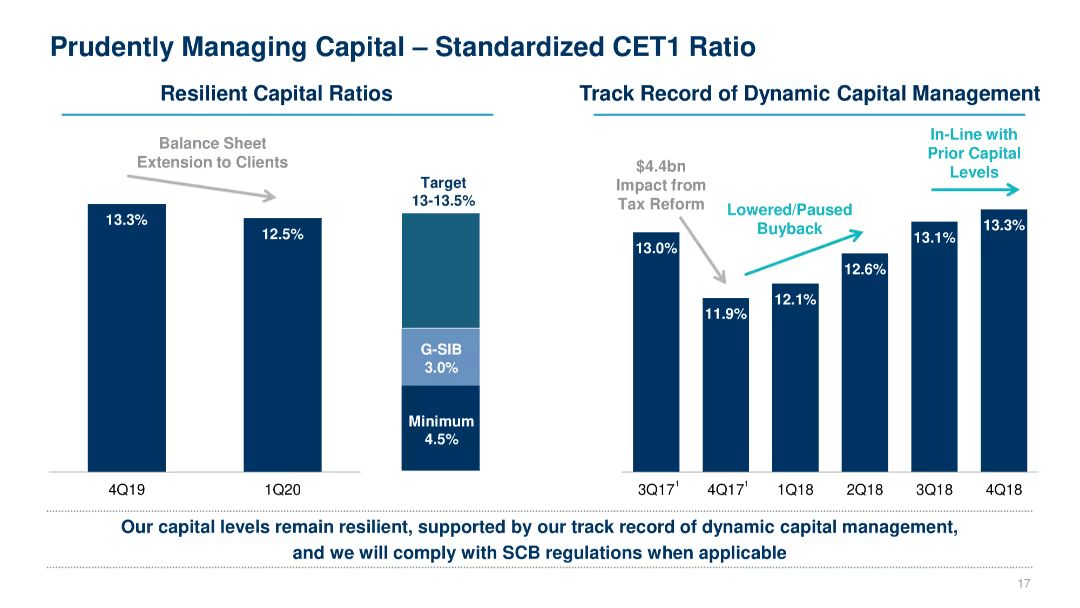 Prudently Managing Capital – Standardized CET1 Ratio
Resilient Capital Ratios
Balance Sheet
Extension to Clients
13.3%
12.5%
Target
13-13.5%
G-SIB
3.0%
Minimum
4.5%
4Q19
1Q20
Track Record of Dynamic Capital Management
$4.4bn
Impact from
Tax Reform
Lowered/Paused
Buyback
In-Line with
Prior Capital
Levels
13.0%
11.9%
12.1%
12.6%
13.1%
13.3%
3Q17¹
4Q17¹
1Q18
2Q18
3Q18
4Q18
Our capital levels remain resilient, supported by our track record of dynamic capital management,
and we will comply with SCB regulations when applicable
17